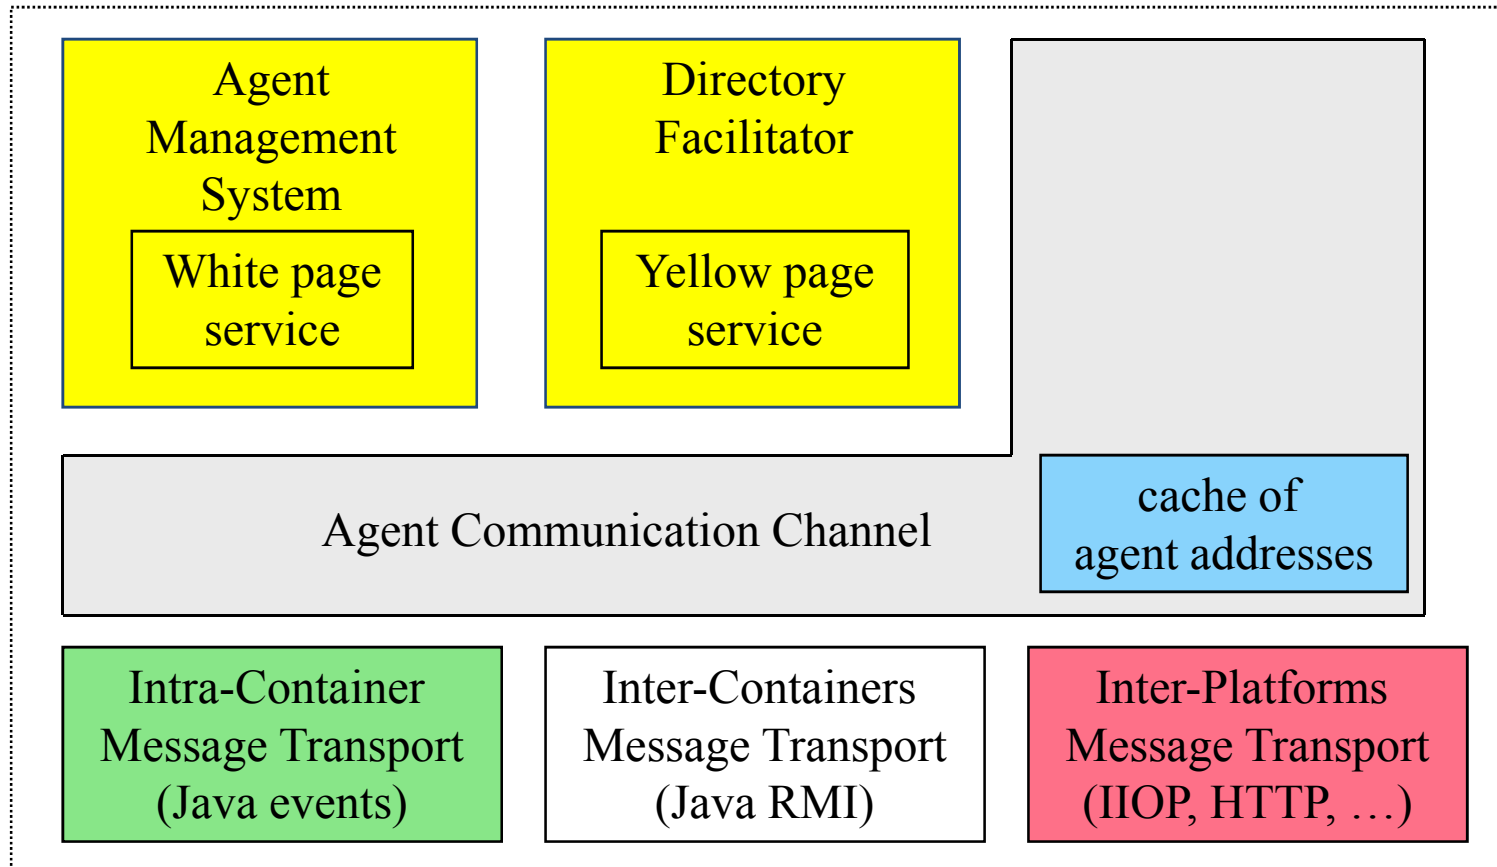 Agent
Management
System
White page
service
Directory
Facilitator
Yellow page
service
Agent Communication Channel
cache of
agent addresses
Intra-Container
Message Transport
(Java events)
Inter-Containers
Message Transport
(Java RMI)
Inter-Platforms
Message Transport
(IIOP, HTTP, …)